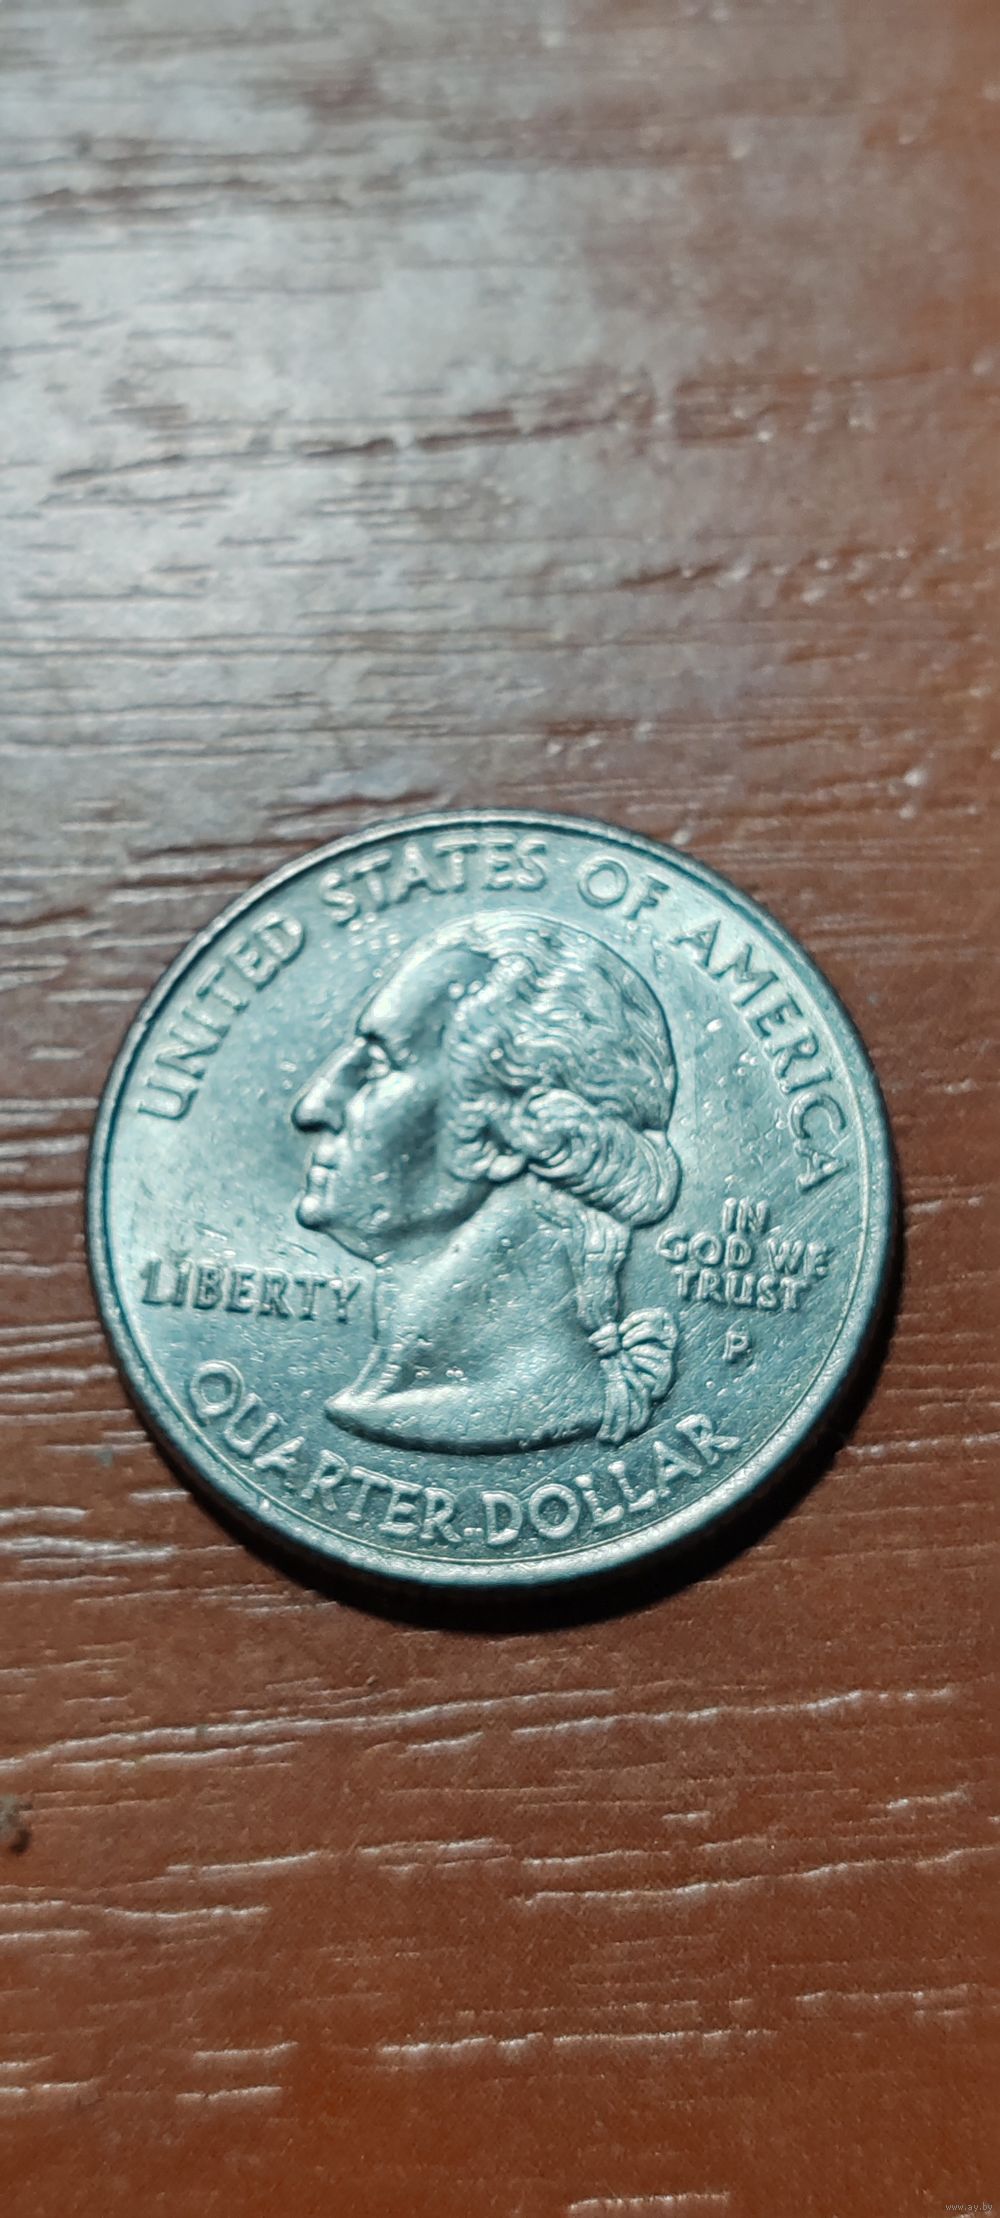 UNITED STATES OF AMERICA
LIBERTY
IN
GOD WE
TRUST
P
QUARTER DOLLAR
www.ay.by